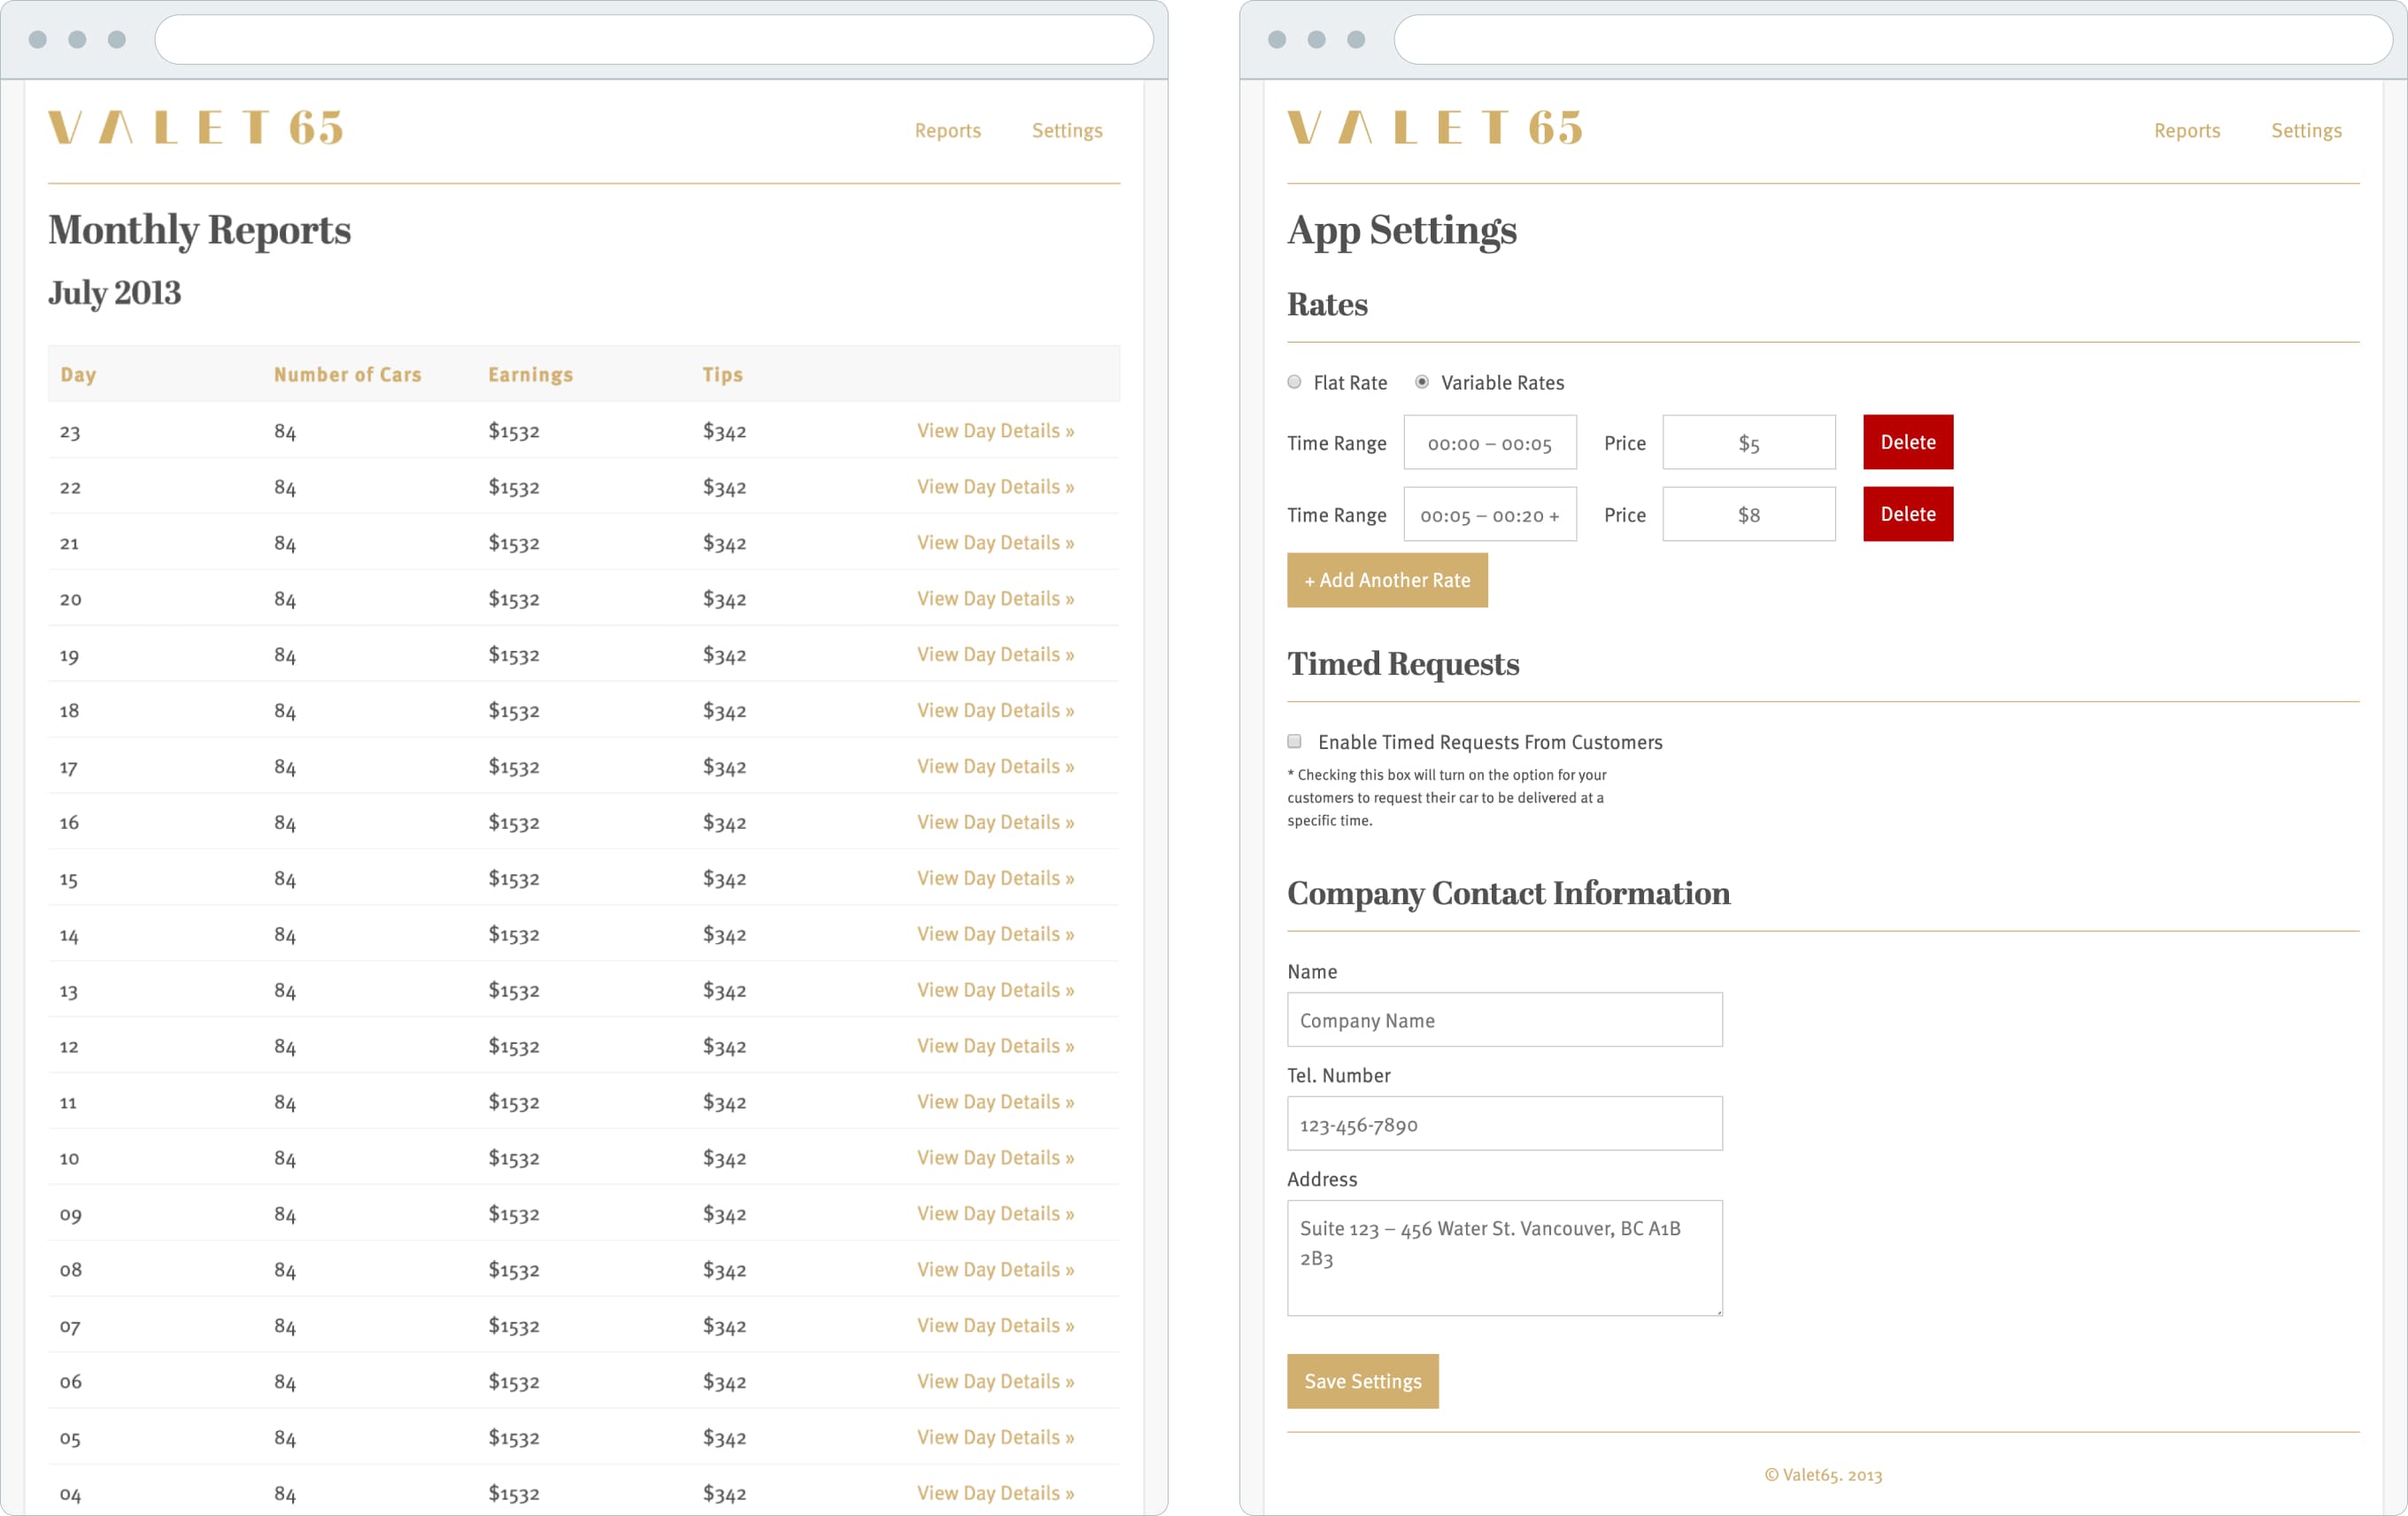 VALET 65
Reports Settings
Monthly Reports
July 2013
Day Number of Cars Earnings Tips
23 84 $1532 $342 View Day Details »
22 84 $1532 $342 View Day Details »
21 84 $1532 $342 View Day Details »
20 84 $1532 $342 View Day Details »
19 84 $1532 $342 View Day Details »
18 84 $1532 $342 View Day Details »
17 84 $1532 $342 View Day Details »
16 84 $1532 $342 View Day Details »
15 84 $1532 $342 View Day Details »
14 84 $1532 $342 View Day Details »
13 84 $1532 $342 View Day Details »
12 84 $1532 $342 View Day Details »
11 84 $1532 $342 View Day Details »
10 84 $1532 $342 View Day Details »
09 84 $1532 $342 View Day Details »
08 84 $1532 $342 View Day Details »
07 84 $1532 $342 View Day Details »
06 84 $1532 $342 View Day Details »
05 84 $1532 $342 View Day Details »
04 84 $1532 $342 View Day Details »
VALET 65
Reports Settings
App Settings
Rates
Flat Rate Variable Rates
Time Range 00:00 – 00:05 Price $5 Delete
Time Range 00:05 – 00:20 + Price $8 Delete
+ Add Another Rate
Timed Requests
Enable Timed Requests From Customers
* Checking this box will turn on the option for your
customers to request their car to be delivered at a
specific time.
Company Contact Information
Name
Company Name
Tel. Number
123-456-7890
Address
Suite 123 – 456 Water St. Vancouver, BC A1B
2B3
Save Settings
© Valet65. 2013